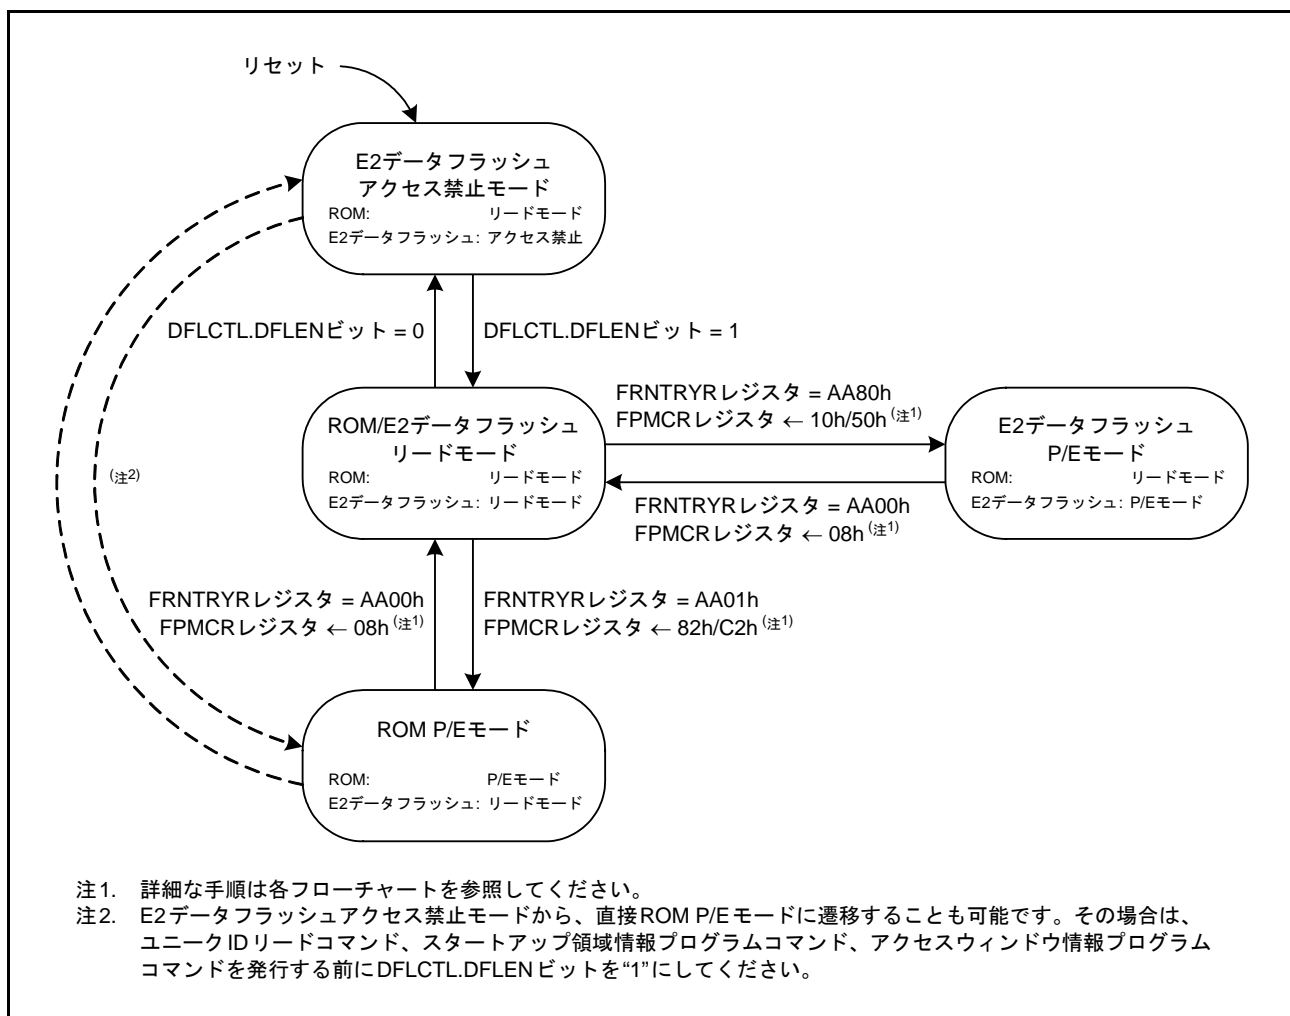 リセット
E2データフラッシュ
アクセス禁止モード
ROM: リードモード
E2データフラッシュ: アクセス禁止
DFLCTL.DFLENビット = 0
DFLCTL.DFLENビット = 1
ROM/E2データフラッシュ
リードモード
ROM: リードモード
E2データフラッシュ: リードモード
FRNTRYRレジスタ = AA80h
FPMCRレジスタ ← 10h/50h (注1)
E2データフラッシュ
P/Eモード
ROM: リードモード
E2データフラッシュ: P/Eモード
FRNTRYRレジスタ = AA00h
FPMCRレジスタ ← 08h (注1)
(注2)
FRNTRYRレジスタ = AA00h
FPMCRレジスタ ← 08h (注1)
FRNTRYRレジスタ = AA01h
FPMCRレジスタ ← 82h/C2h (注1)
ROM P/Eモード
ROM: P/Eモード
E2データフラッシュ: リードモード
注1. 詳細な手順は各フローチャートを参照してください。
注2. E2データフラッシュアクセス禁止モードから、直接ROM P/Eモードに遷移することも可能です。その場合は、
ユニークIDリードコマンド、スタートアップ領域情報プログラムコマンド、アクセスウィンドウ情報プログラム
コマンドを発行する前にDFLCTL.DFLENビットを“1”にしてください。